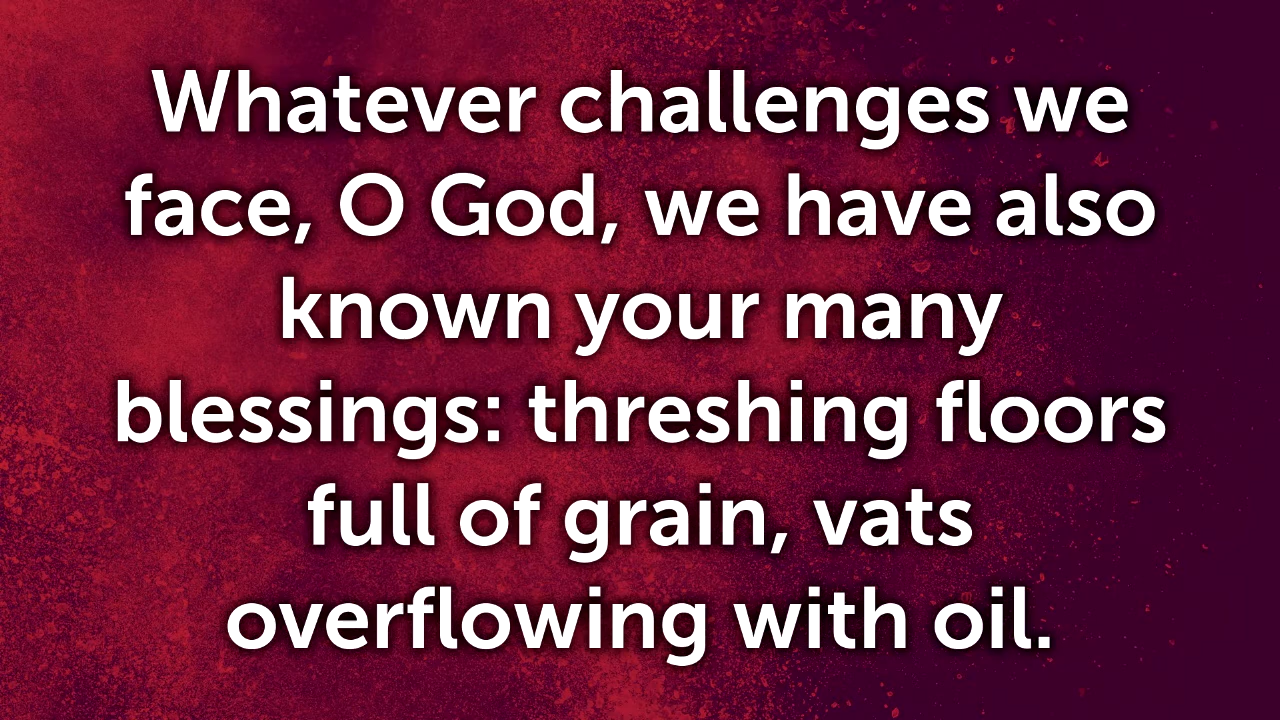 Whatever challenges we
face, O God, we have also
known your many
blessings: threshing floors
full of grain, vats
overflowing with oil.